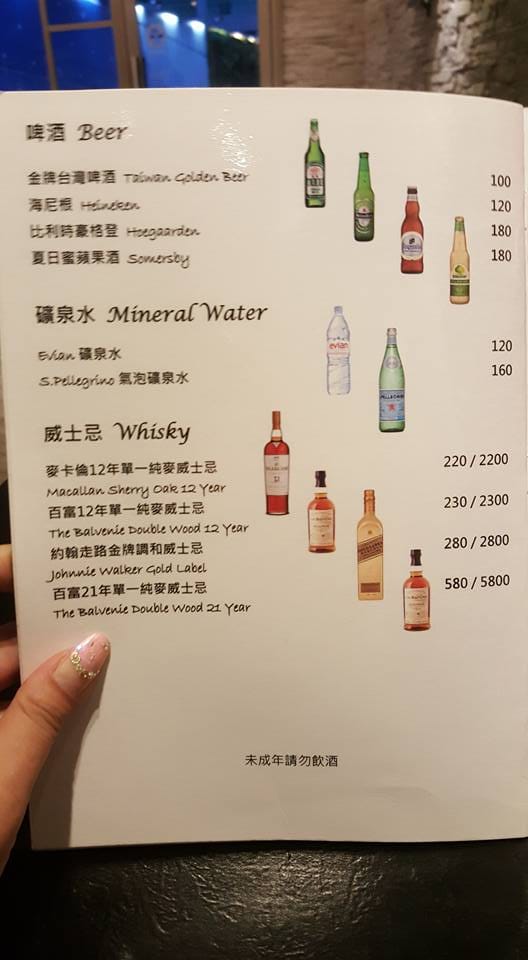 啤酒 Beer
金牌台灣啤酒 Taiwan Golden Beer 100
海尼根 Heineken 120
比利時豪格登 Hoegaarden 180
夏日蜜蘋果酒 Somersby 180
礦泉水 Mineral Water
evian
Evian 礦泉水 120
S.Pellegrino 氣泡礦泉水 160
威士忌 Whisky
麥卡倫12年單一純麥威士忌 220 / 2200
Macallan Sherry Oak 12 Year
百富12年單一純麥威士忌 230 / 2300
The Balvenie Double Wood 12 Year
約翰走路金牌調和威士忌 280 / 2800
Johnnie Walker Gold Label
百富21年單一純麥威士忌 580 / 5800
The Balvenie Double Wood 21 Year
未成年請勿飲酒